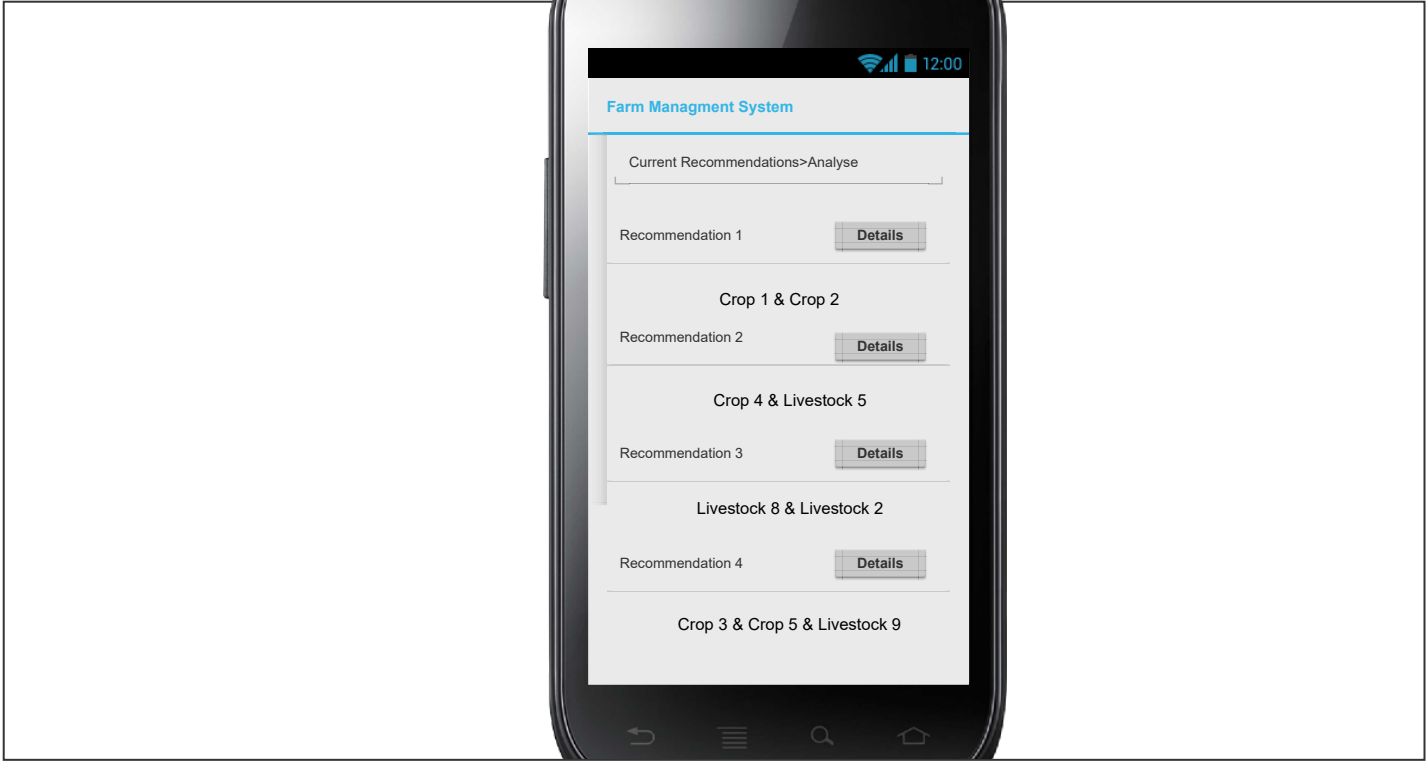 12:00
Farm Managment System
Current Recommendations>Analyse
Recommendation 1 Details
Crop 1 & Crop 2
Recommendation 2 Details
Crop 4 & Livestock 5
Recommendation 3 Details
Livestock 8 & Livestock 2
Recommendation 4 Details
Crop 3 & Crop 5 & Livestock 9